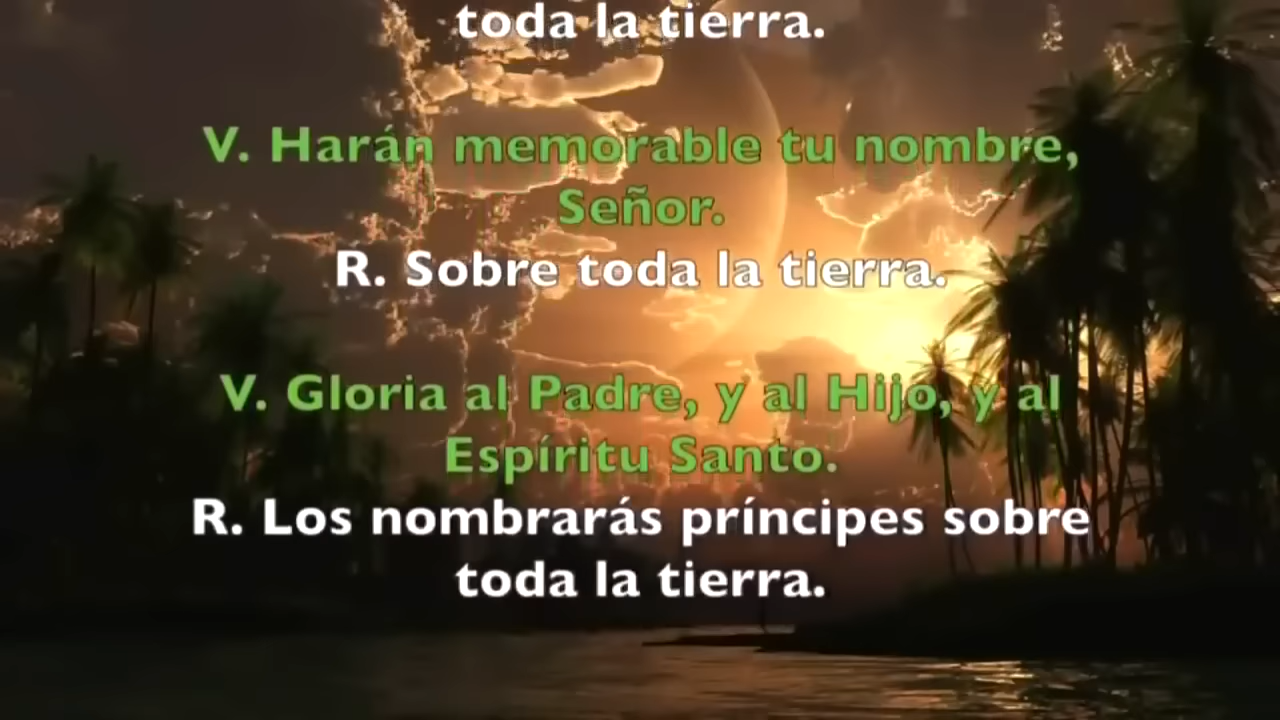 toda la tierra.
V. Harán memorable tu nombre,
Señor.
R. Sobre toda la tierra.
V. Gloria al Padre, y al Hijo, y al
Espíritu Santo.
R. Los nombrarás príncipes sobre
toda la tierra.